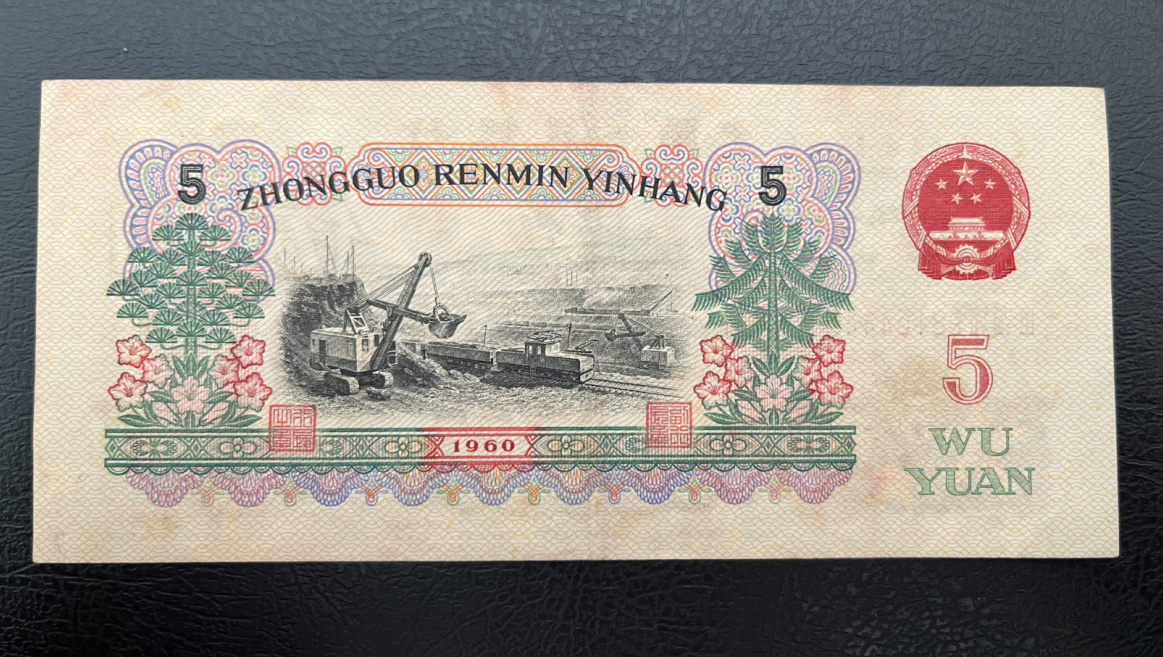 5 ZHONGGUO RENMIN YINHANG 5
1960
5
WU
YUAN